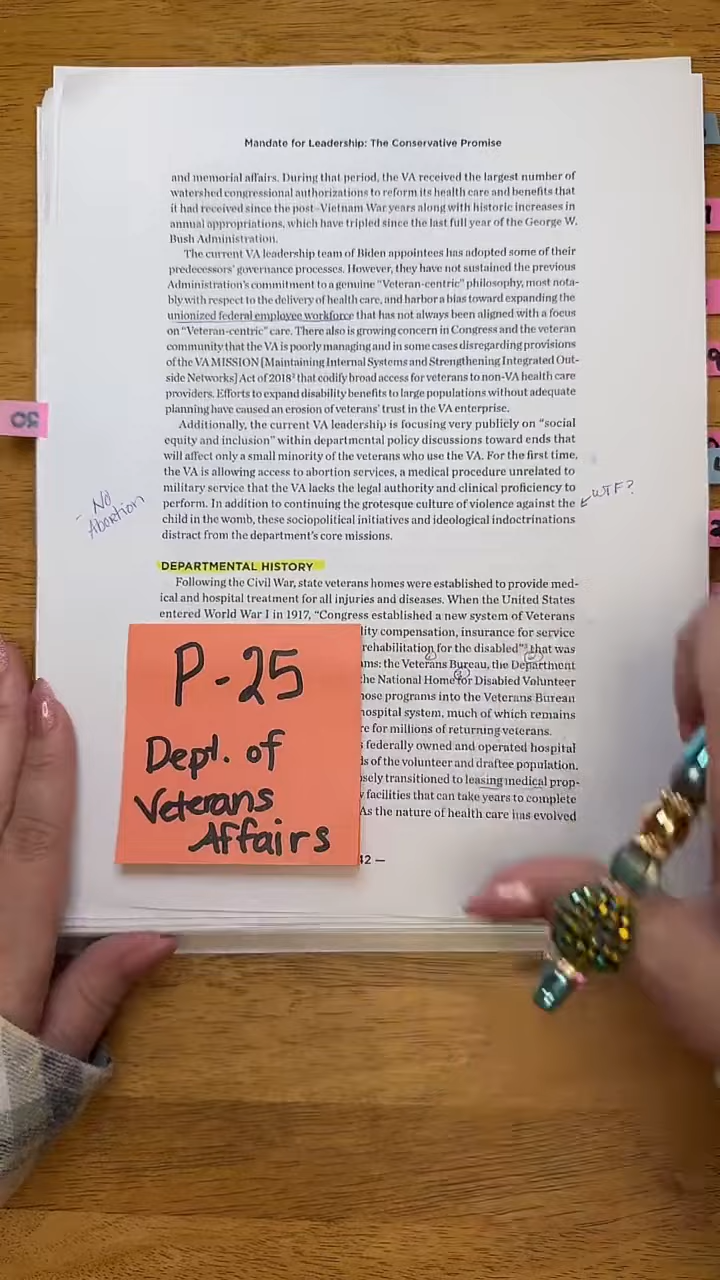 Mandate for Leadership: The Conservative Promise
and memorial affairs. During that period, the VA received the largest number of
watershed congressional authorizations to reform its health care and benefits that
it had received since the post–Vietnam War years along with historic increases in
annual appropriations, which have tripled since the last full year of the George W.
Bush Administration.
The current VA leadership team of Biden appointees has adopted some of their
predecessors' governance processes. However, they have not sustained the previous
Administration's commitment to a genuine "Veteran-centric" philosophy, most nota-
bly with respect to the delivery of health care, and harbor a bias toward expanding the
unionized federal employee workforce that has not always been aligned with a focus
on "Veteran-centric" care. There also is growing concern in Congress and the veteran
community that the VA is poorly managing and in some cases disregarding provisions
of the VA MISSION [Maintaining Internal Systems and Strengthening Integrated Out-
side Networks] Act of 2018² that codify broad access for veterans to non-VA health care
providers. Efforts to expand disability benefits to large populations without adequate
planning have caused an erosion of veterans' trust in the VA enterprise.
Additionally, the current VA leadership is focusing very publicly on "social
equity and inclusion" within departmental policy discussions toward ends that
will affect only a small minority of the veterans who use the VA. For the first time,
the VA is allowing access to abortion services, a medical procedure unrelated to
military service that the VA lacks the legal authority and clinical proficiency to
perform. In addition to continuing the grotesque culture of violence against the
child in the womb, these sociopolitical initiatives and ideological indoctrinations
distract from the department's core missions.
- No
Abortion
WTF?
DEPARTMENTAL HISTORY
Following the Civil War, state veterans homes were established to provide med-
ical and hospital treatment for all injuries and diseases. When the United States
entered World War I in 1917, "Congress established a new system of Veterans
lity compensation, insurance for service
rehabilitation for the disabled"³ that was
ms: the Veterans Bureau, the Department
he National Home for Disabled Volunteer
hose programs into the Veterans Bureau
hospital system, much of which remains
re for millions of returning veterans.
s federally owned and operated hospital
ls of the volunteer and draftee population.
sely transitioned to leasing medical prop-
y facilities that can take years to complete
As the nature of health care has evolved
42 —
P-25
Dept. of
Veterans
Affairs
30